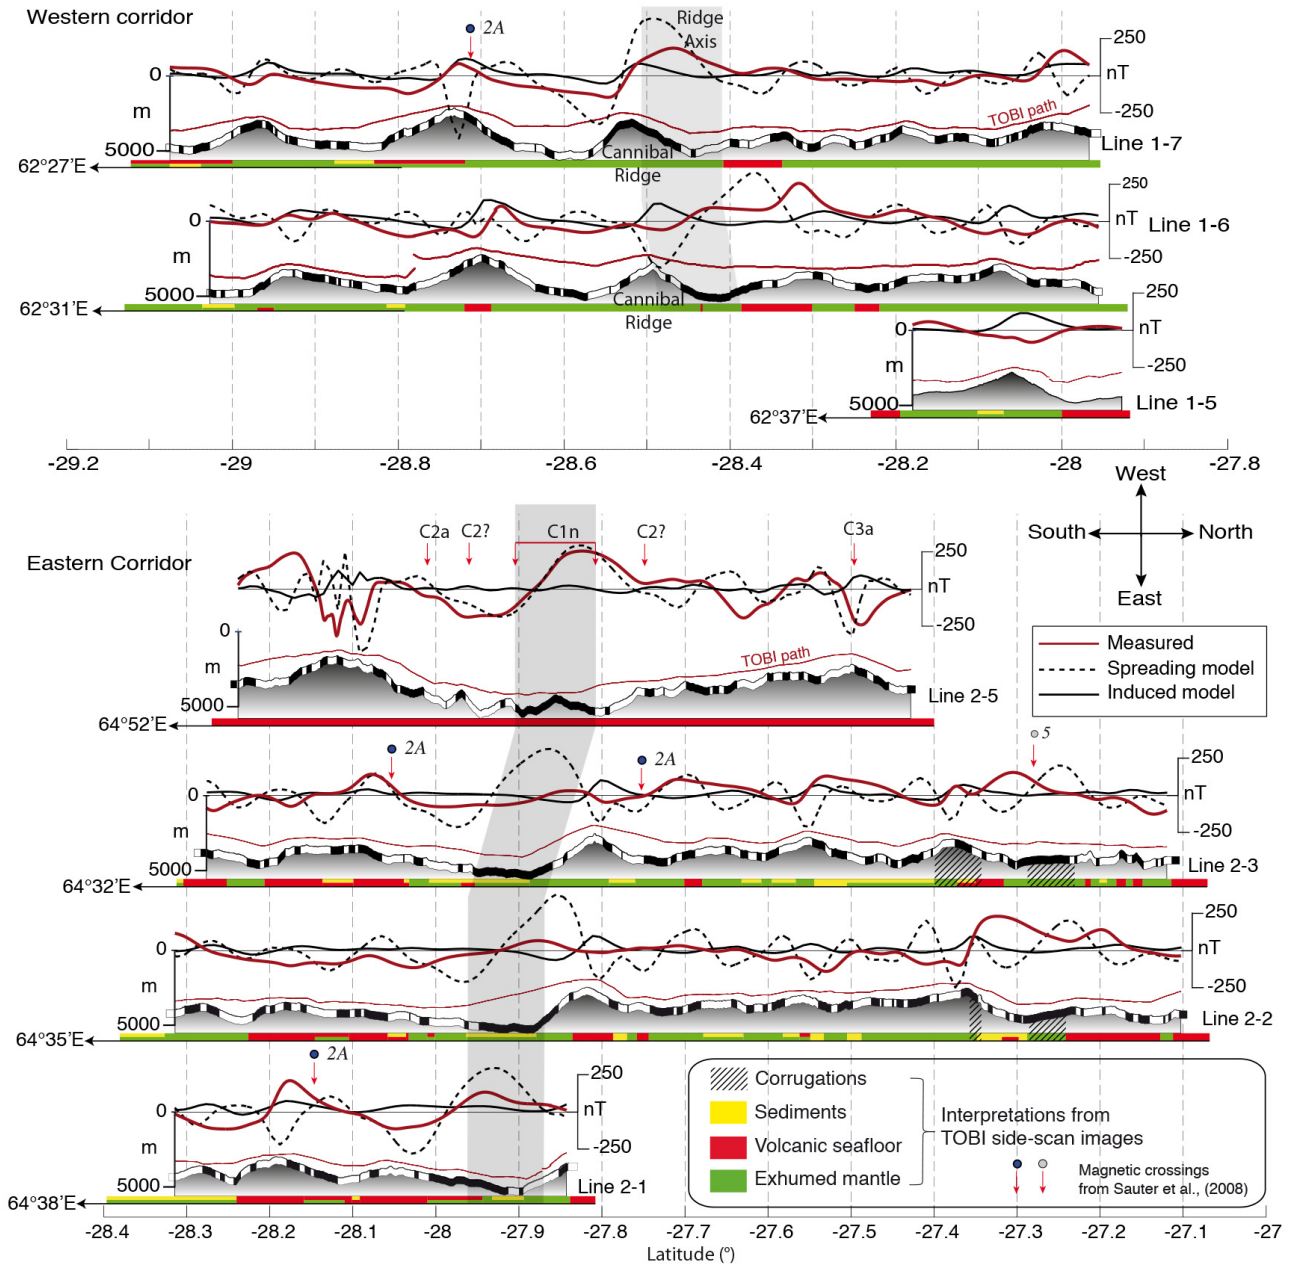 Western corridor
2A
Ridge
Axis
250
0
nT
m
-250
TOBI path
5000
Line 1-7
Cannibal
Ridge
62°27'E
250
0
nT
Line 1-6
m
-250
5000
Cannibal
Ridge
62°31'E
250
0
nT
m
-250
5000
Line 1-5
62°37'E
-29.2
-29
-28.8
-28.6
-28.4
-28.2
-28
-27.8
West
South
North
East
Eastern Corridor
C2a
C2?
C1n
C2?
C3a
250
nT
-250
0
m
TOBI path
5000
Line 2-5
64°52'E
Measured
Spreading model
Induced model
2A
2A
5
250
0
nT
m
-250
5000
Line 2-3
64°32'E
250
0
nT
m
-250
5000
Line 2-2
64°35'E
2A
250
0
nT
m
-250
5000
Line 2-1
64°38'E
Corrugations
Sediments
Volcanic seafloor
Exhumed mantle
Interpretations from
TOBI side-scan images
Magnetic crossings
from Sauter et al., (2008)
-28.4
-28.3
-28.2
-28.1
-28
-27.9
-27.8
-27.7
-27.6
-27.5
-27.4
-27.3
-27.2
-27.1
-27
Latitude (°)